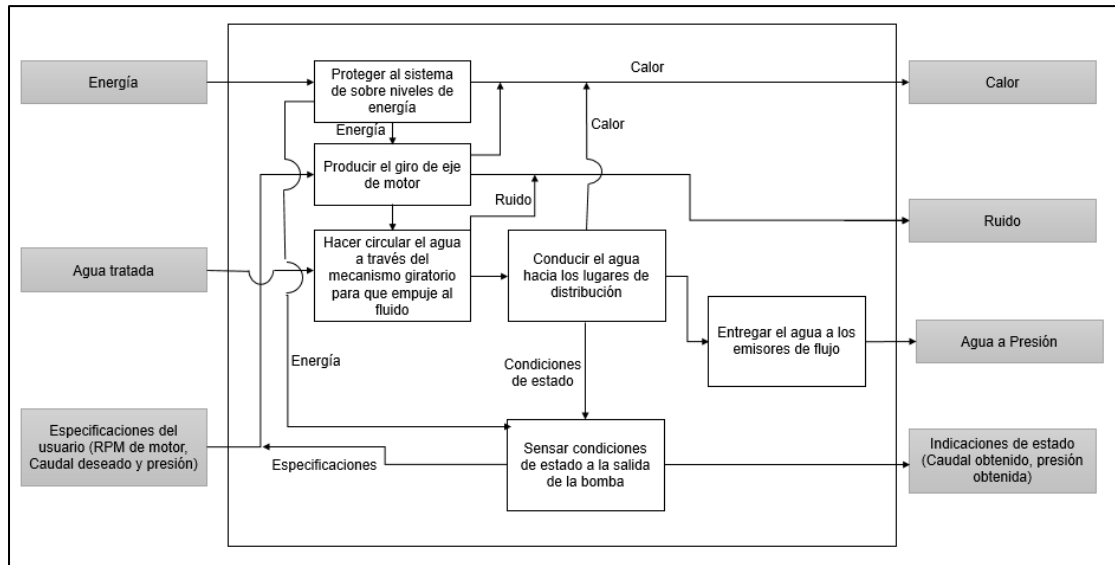 Energía
Proteger al sistema
de sobre niveles de
energía
Calor
Calor
Energía
Calor
Producir el giro de eje
de motor
Ruido
Ruido
Agua tratada
Hacer circular el agua
a través del
mecanismo giratorio
para que empuje al
fluido
Conducir el agua
hacia los lugares de
distribución
Entregar el agua a los
emisores de flujo
Agua a Presión
Energía
Condiciones
de estado
Especificaciones del
usuario (RPM de motor,
Caudal deseado y presión)
Especificaciones
Sensar condiciones
de estado a la salida
de la bomba
Indicaciones de estado
(Caudal obtenido, presión
obtenida)